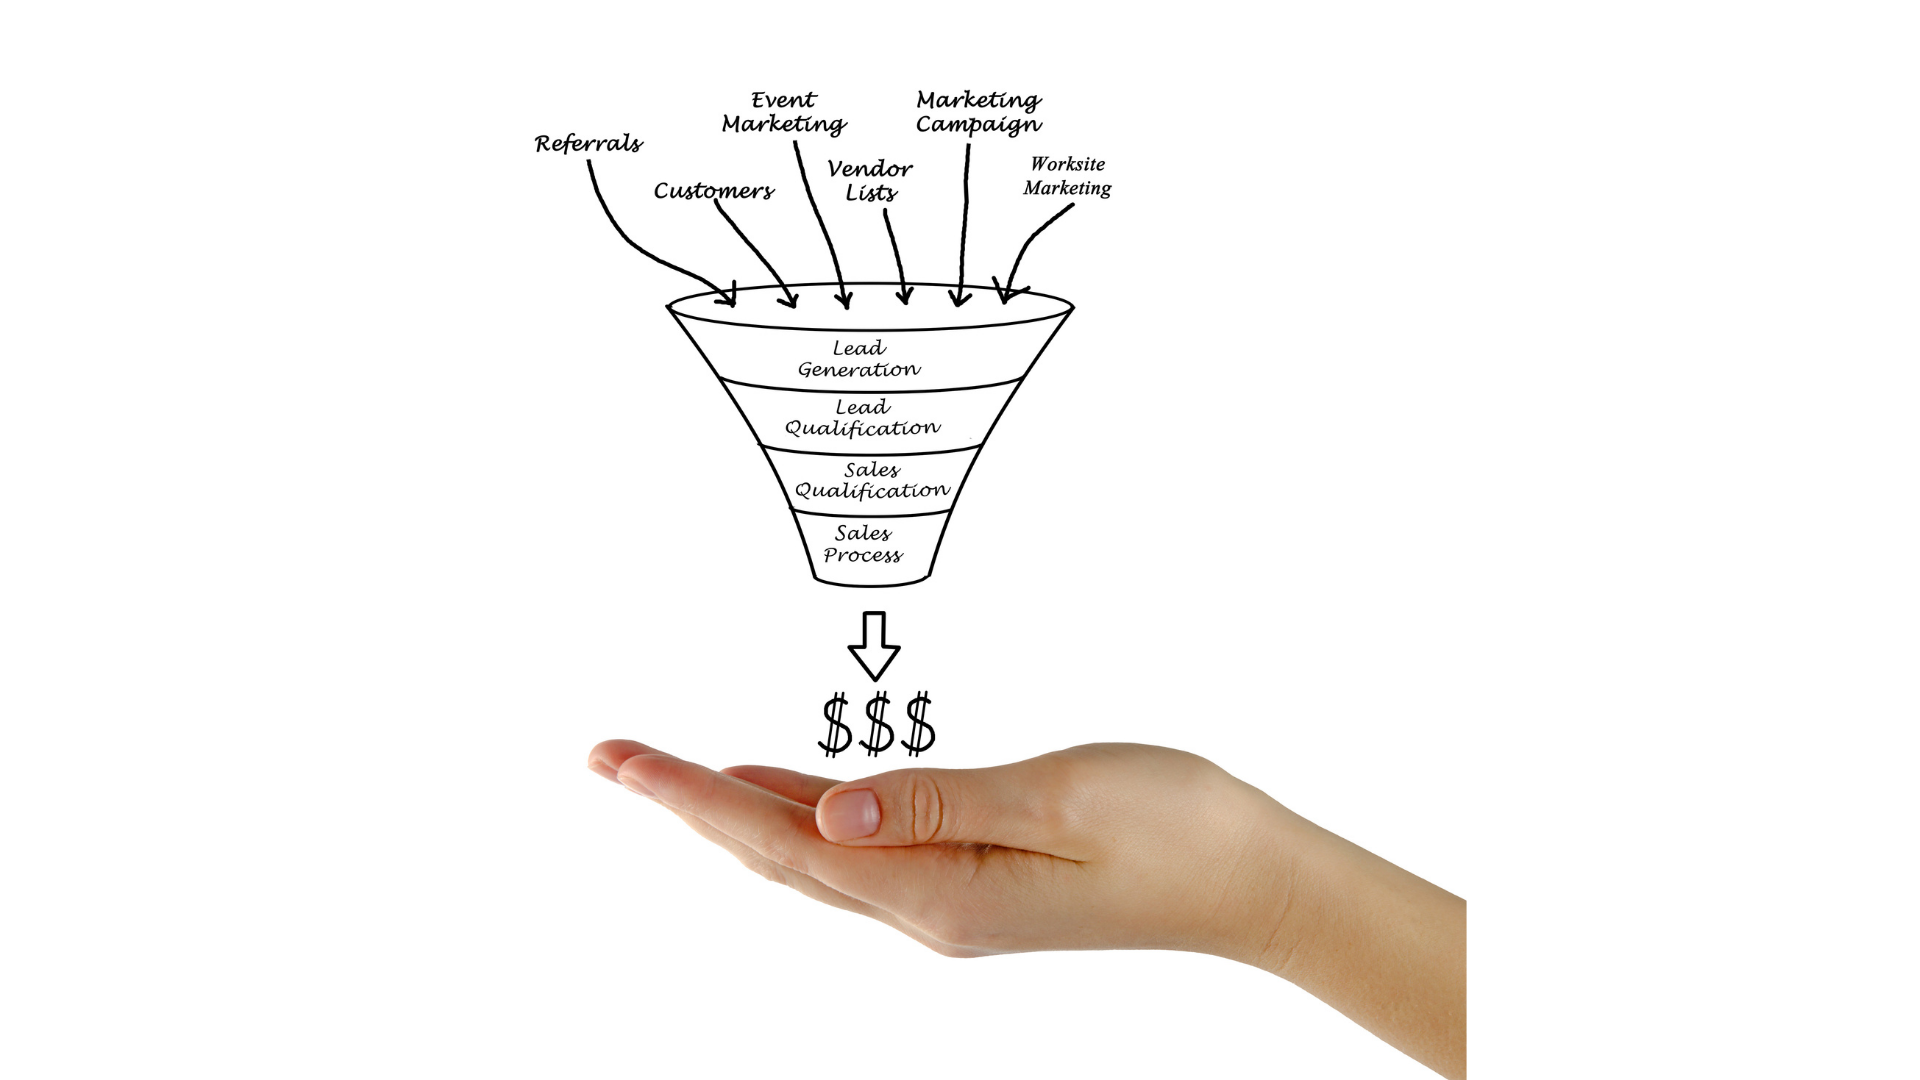 Referrals
Customers
Event
Marketing
Vendor
Lists
Marketing
Campaign
Worksite
Marketing
Lead
Generation
Lead
Qualification
Sales
Qualification
Sales
Process
$$$